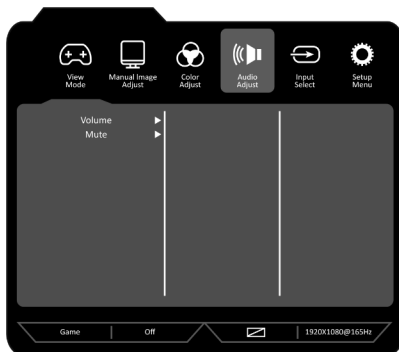 View
Mode
Manual Image
Adjust
Color
Adjust
Audio
Adjust
Input
Select
Setup
Menu
Volume
Mute
Game
Off
1920X1080@165Hz